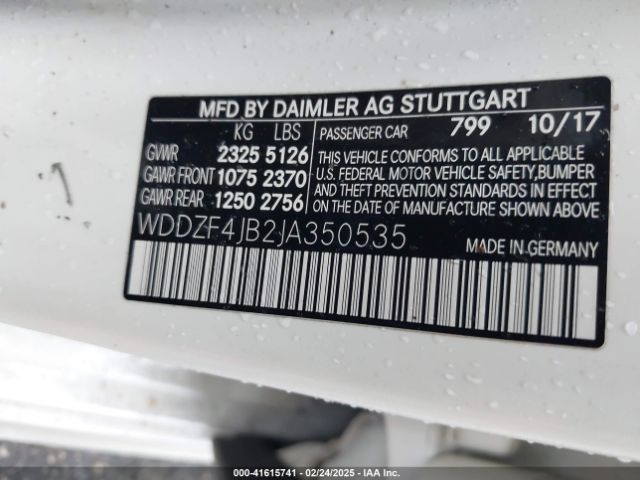 MFD BY DAIMLER AG STUTTGART
KG LBS
GVWR 2325 5126
GAWR FRONT 1075 2370
GAWR REAR 1250 2756
PASSENGER CAR 799 10/17
THIS VEHICLE CONFORMS TO ALL APPLICABLE
U.S. FEDERAL MOTOR VEHICLE SAFETY,BUMPER
AND THEFT PREVENTION STANDARDS IN EFFECT
ON THE DATE OF MANUFACTURE SHOWN ABOVE.
WDDZF4JB2JA350535
MADE IN GERMANY
000-41615741 / 02/24/2025 - IAA Inc.